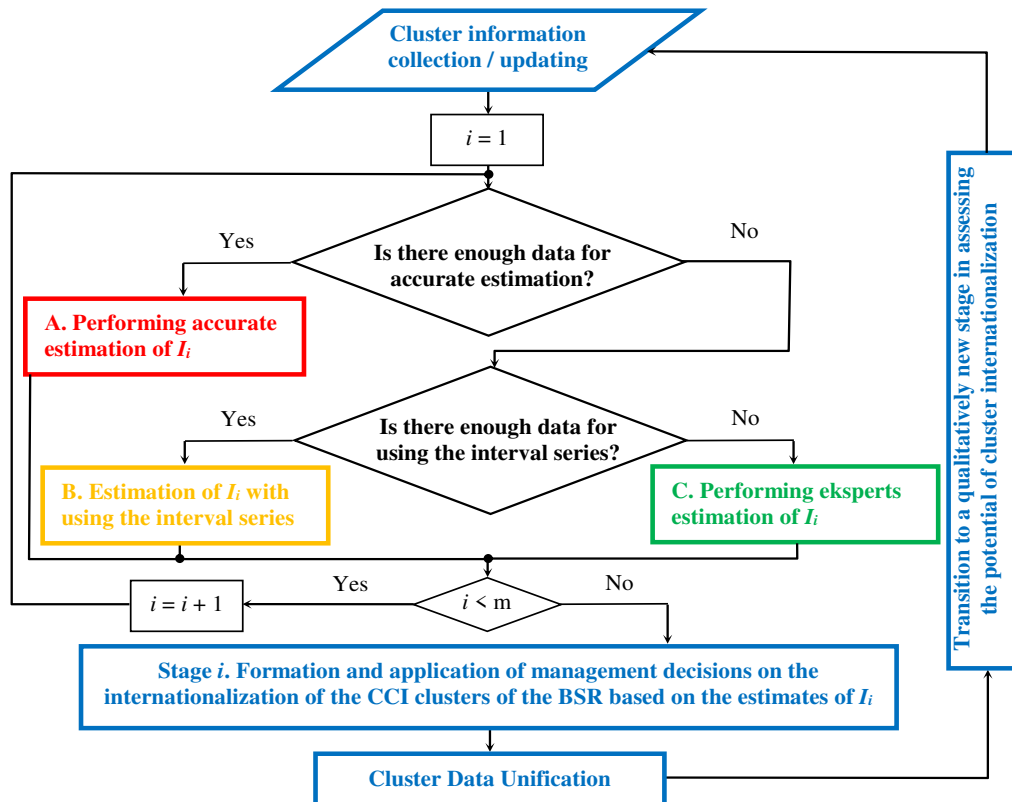 Cluster information
collection / updating
i = 1
Is there enough data for
accurate estimation?
Yes
No
A. Performing accurate
estimation of Iᵢ
Is there enough data for
using the interval series?
Yes
No
B. Estimation of Iᵢ with
using the interval series
C. Performing eksperts
estimation of Iᵢ
i < m
Yes
No
i = i + 1
Stage i. Formation and application of management decisions on the
internationalization of the CCI clusters of the BSR based on the estimates of Iᵢ
Cluster Data Unification
Transition to a qualitatively new stage in assessing
the potential of cluster internationalization